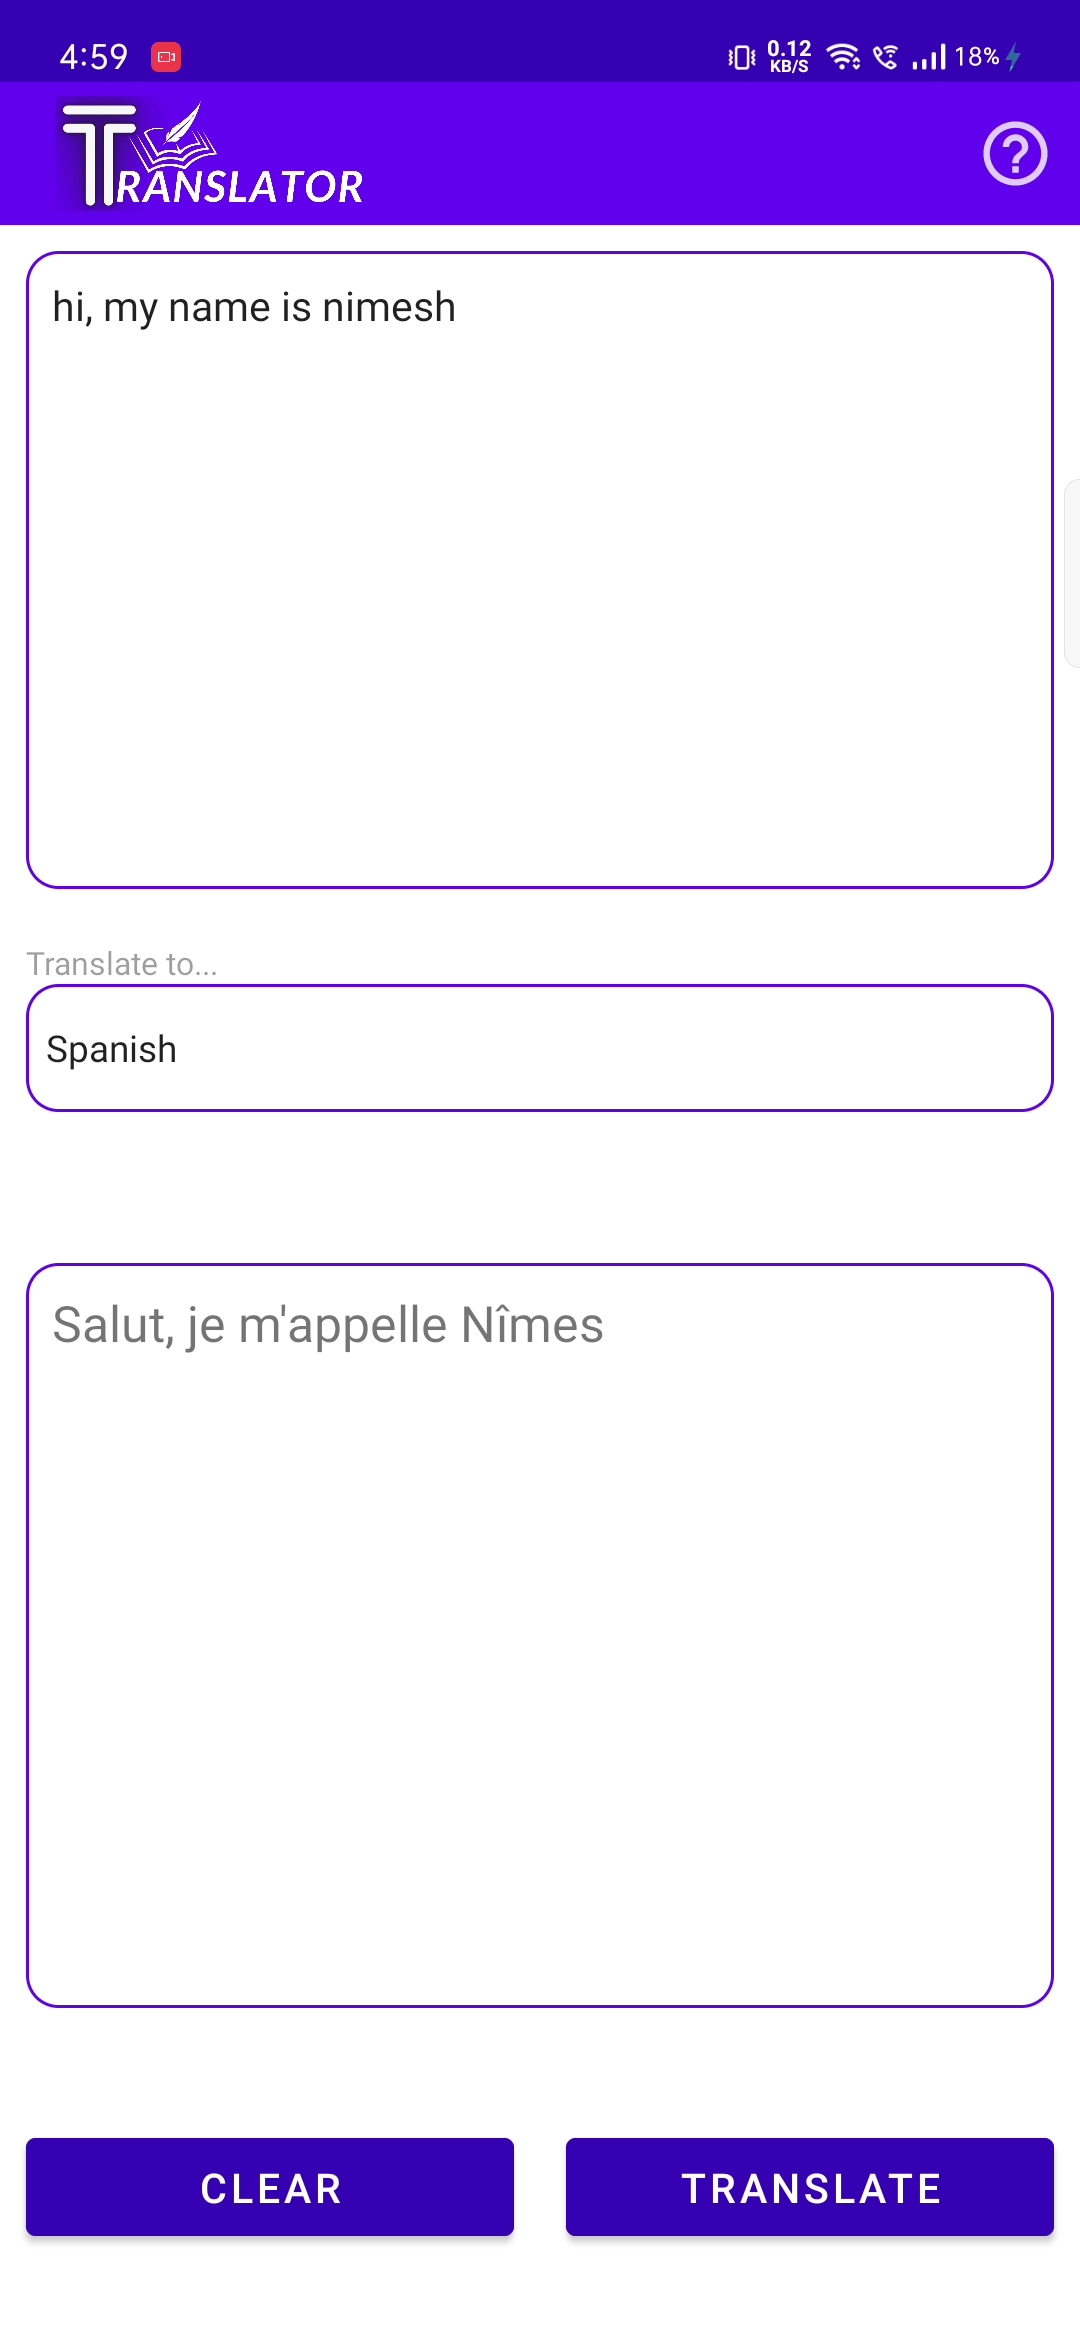 4:59
0.12
KB/S
18%
TRANSLATOR
hi, my name is nimesh
Translate to...
Spanish
Salut, je m'appelle Nîmes
CLEAR
TRANSLATE